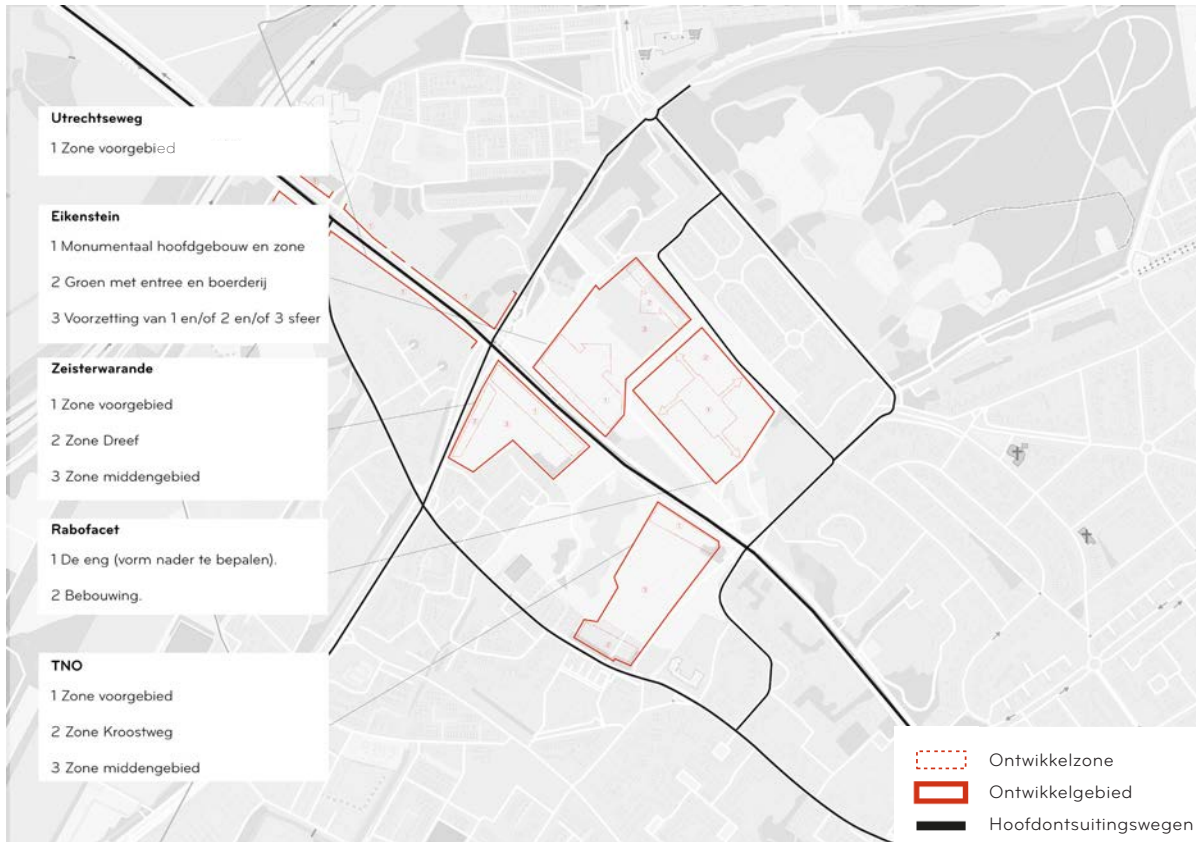 Utrechtseweg
1 Zone voorgebied
Eikenstein
1 Monumentaal hoofdgebouw en zone
2 Groen met entree en boerderij
3 Voorzetting van 1 en/of 2 en/of 3 sfeer
Zeisterwarande
1 Zone voorgebied
2 Zone Dreef
3 Zone middengebied
Rabofacet
1 De eng (vorm nader te bepalen).
2 Bebouwing.
TNO
1 Zone voorgebied
2 Zone Kroostweg
3 Zone middengebied
Ontwikkelzone
Ontwikkelgebied
Hoofdontsuitingswegen